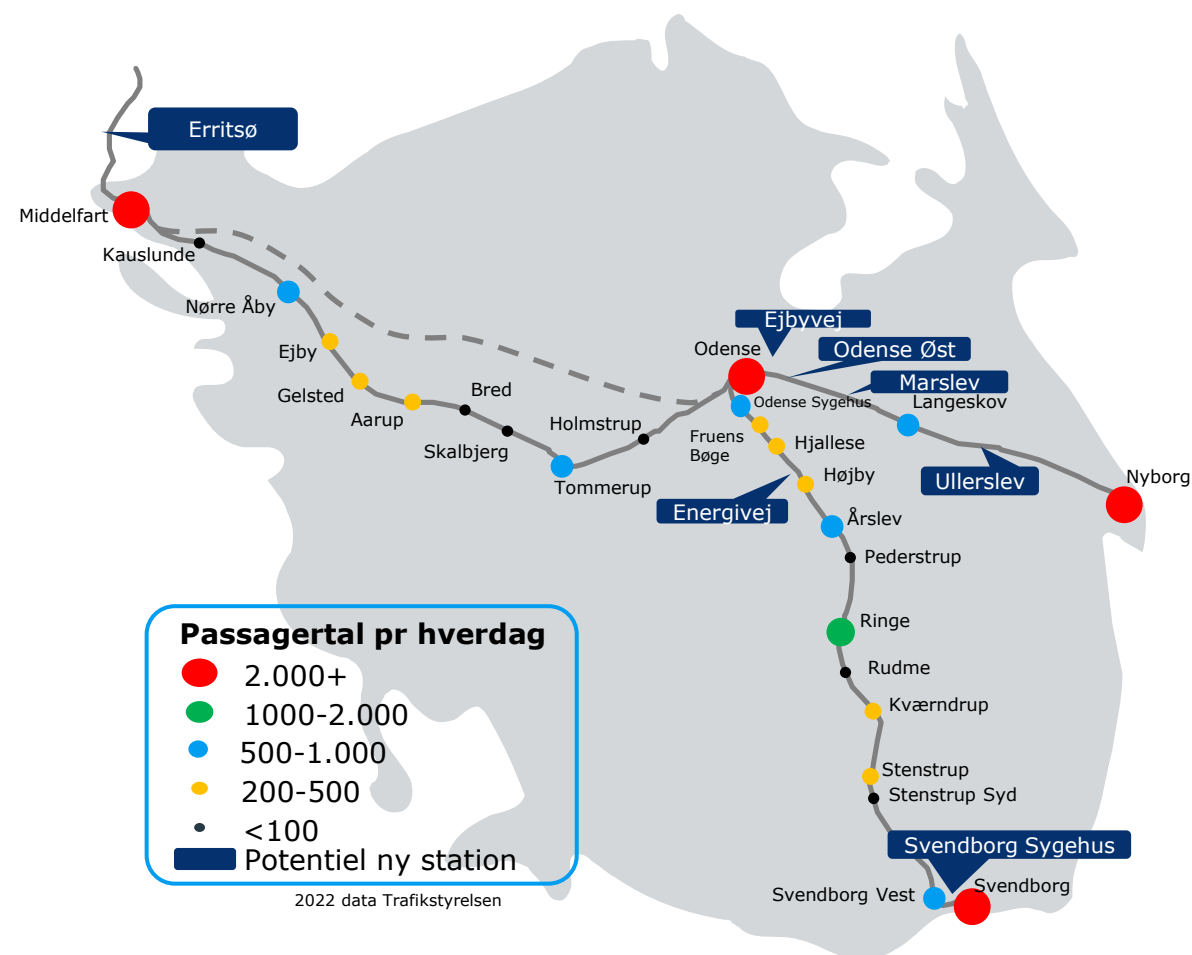 Erritsø
Middelfart
Kauslunde
Nørre Åby
Ejby
Gelsted
Aarup
Bred
Skalbjerg
Holmstrup
Tommerup
Ejbyvej
Odense
Odense Øst
Marslev
Langeskov
Odense Sygehus
Fruens
Bøge
Hjallese
Højby
Energivej
Ullerslev
Nyborg
Årslev
Pederstrup
Ringe
Rudme
Kværndrup
Stenstrup
Stenstrup Syd
Svendborg Sygehus
Svendborg
Svendborg Vest
Passagertal pr hverdag
2.000+
1000-2.000
500-1.000
200-500
<100
Potentiel ny station
2022 data Trafikstyrelsen